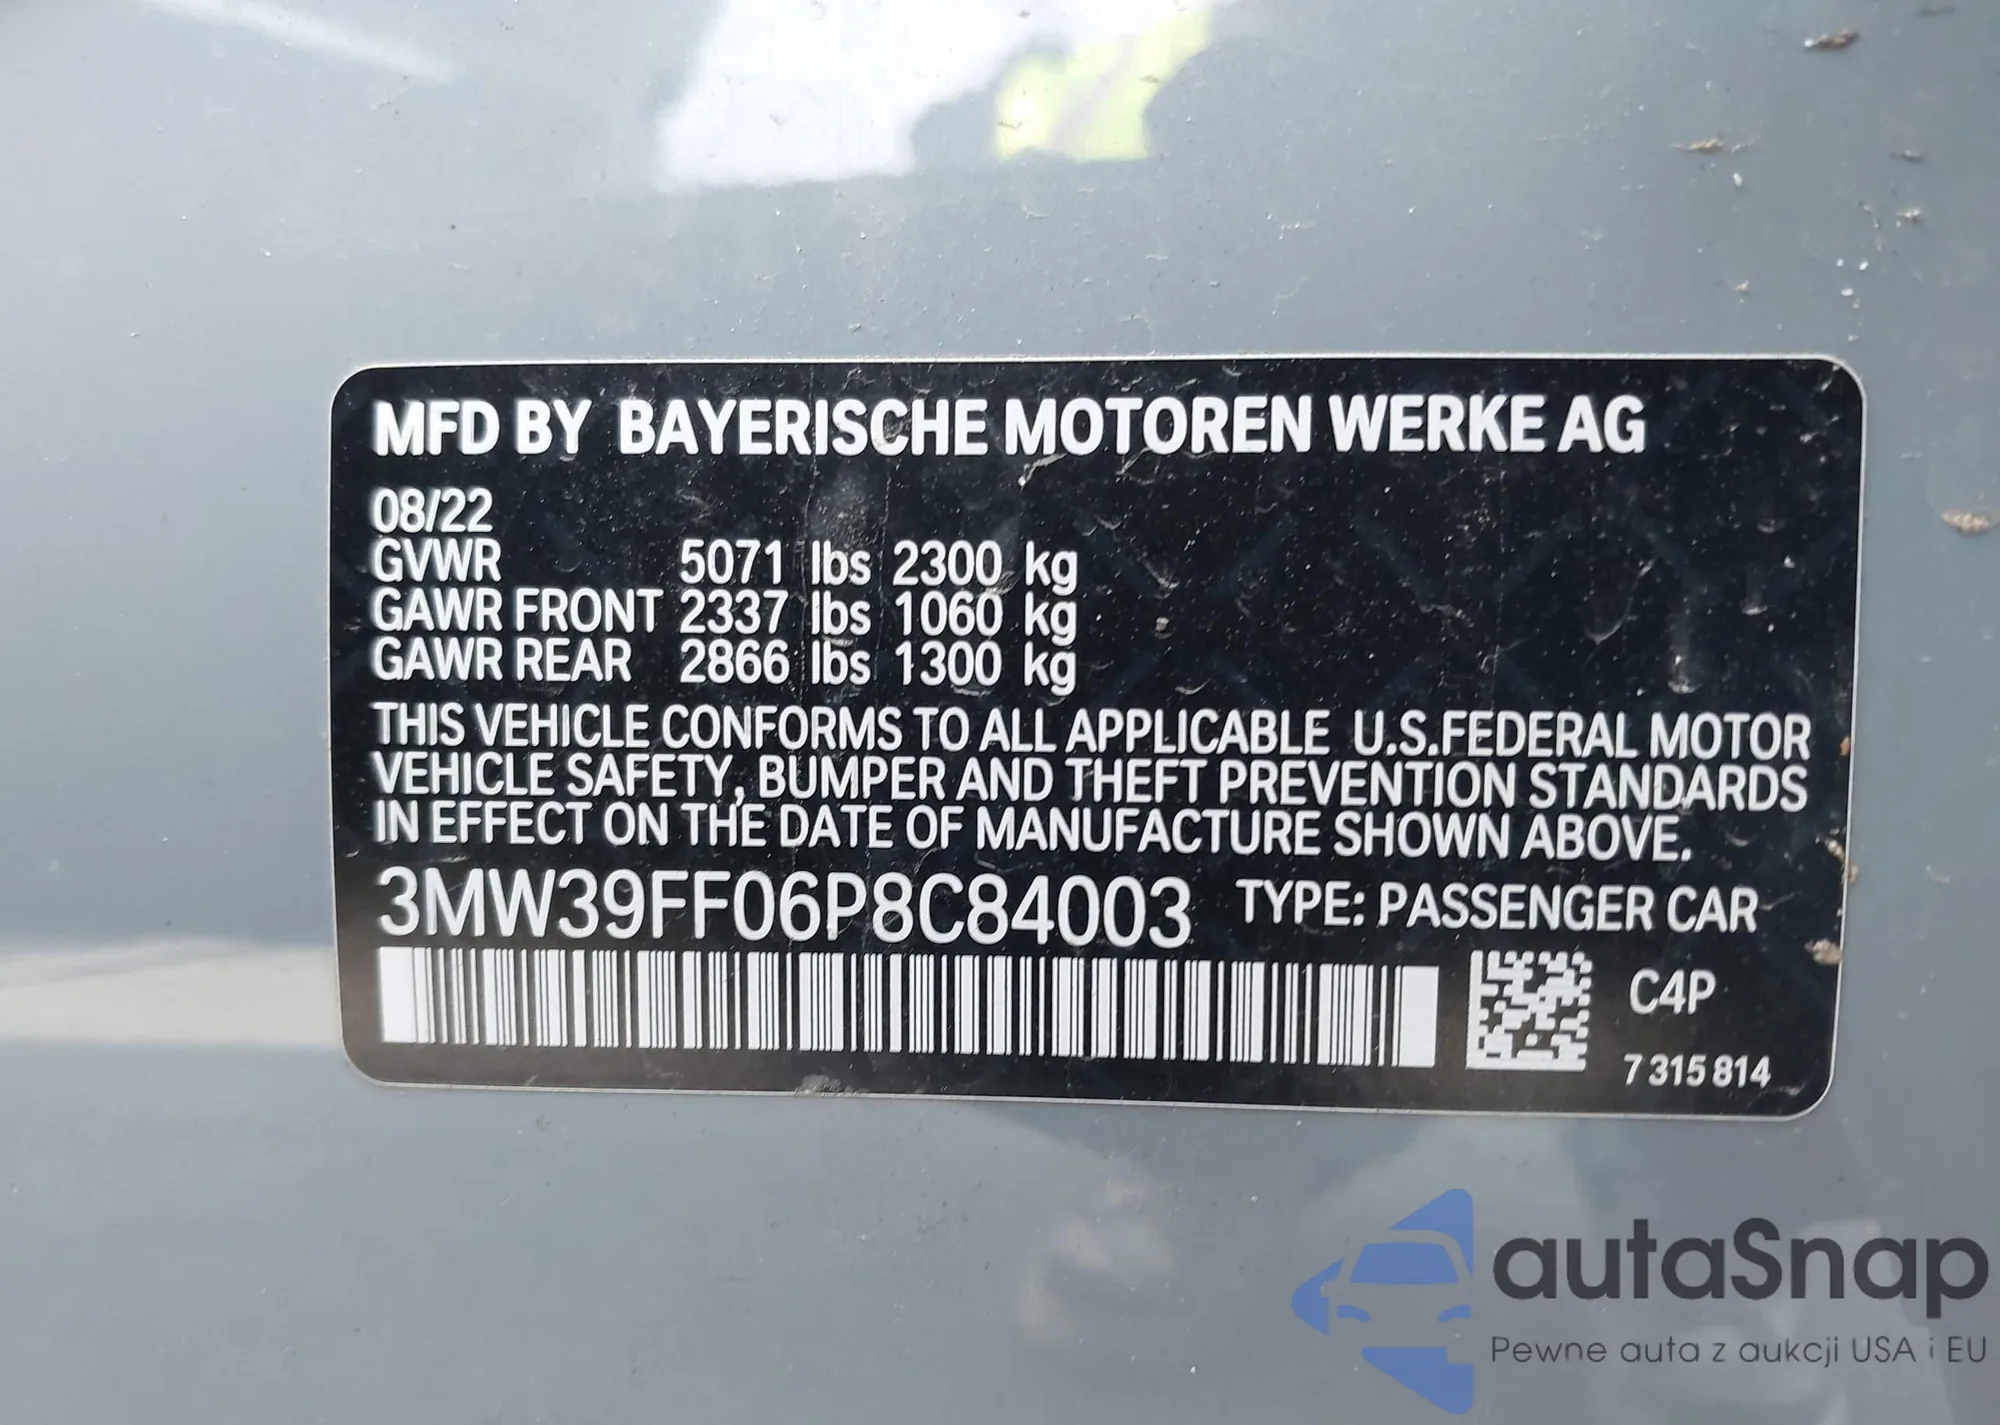 MFD BY BAYERISCHE MOTOREN WERKE AG
08/22
GVWR 5071 lbs 2300 kg
GAWR FRONT 2337 lbs 1060 kg
GAWR REAR 2866 lbs 1300 kg
THIS VEHICLE CONFORMS TO ALL APPLICABLE U.S.FEDERAL MOTOR
VEHICLE SAFETY, BUMPER AND THEFT PREVENTION STANDARDS
IN EFFECT ON THE DATE OF MANUFACTURE SHOWN ABOVE.
3MW39FF06P8C84003 TYPE: PASSENGER CAR
C4P
7 315 814
autaSnap
Pewne auta z aukcji USA i EU